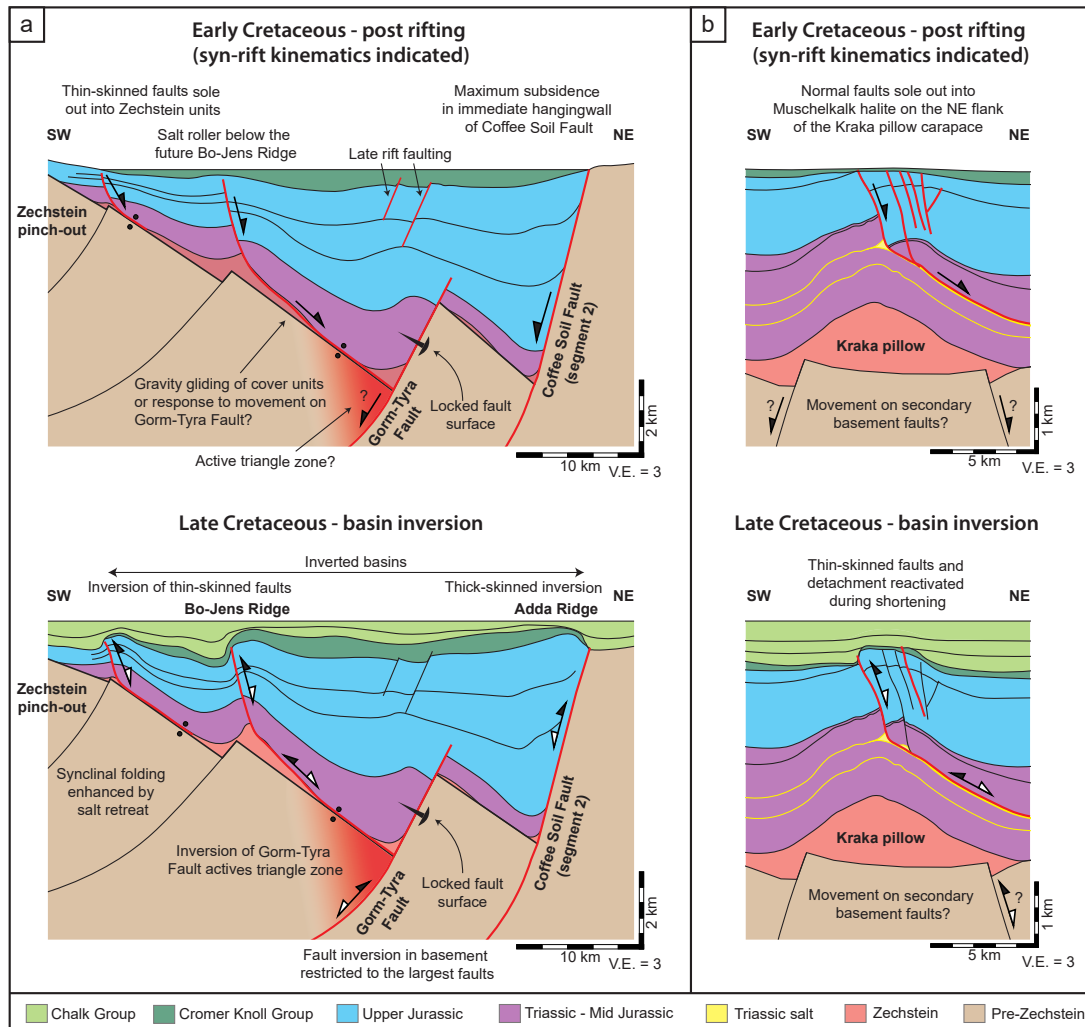 a
Early Cretaceous - post rifting
(syn-rift kinematics indicated)
Thin-skinned faults sole
out into Zechstein units
Maximum subsidence
in immediate hangingwall
of Coffee Soil Fault
SW
NE
Salt roller below the
future Bo-Jens Ridge
Late rift faulting
Zechstein
pinch-out
Gravity gliding of cover units
or response to movement on
Gorm-Tyra Fault?
?
Gorm-Tyra
Fault
Locked fault
surface
Coffee Soil Fault
(segment 2)
Active triangle zone?
2 km
10 km
V.E. = 3
Late Cretaceous - basin inversion
Inverted basins
Inversion of thin-skinned faults
Thick-skinned inversion
SW
Bo-Jens Ridge
Adda Ridge
NE
Zechstein
pinch-out
Synclinal folding
enhanced by
salt retreat
Inversion of Gorm-Tyra
Fault actives triangle zone
Gorm-Tyra
Fault
Locked fault
surface
Coffee Soil Fault
(segment 2)
Fault inversion in basement
restricted to the largest faults
2 km
10 km
V.E. = 3
b
Early Cretaceous - post rifting
(syn-rift kinematics indicated)
Normal faults sole out into
Muschelkalk halite on the NE flank
of the Kraka pillow carapace
SW
NE
Kraka pillow
?
Movement on secondary
basement faults?
?
1 km
5 km
V.E. = 3
Late Cretaceous - basin inversion
Thin-skinned faults and
detachment reactivated
during shortening
SW
NE
Kraka pillow
Movement on secondary
basement faults?
?
1 km
5 km
V.E. = 3
Chalk Group
Cromer Knoll Group
Upper Jurassic
Triassic - Mid Jurassic
Triassic salt
Zechstein
Pre-Zechstein